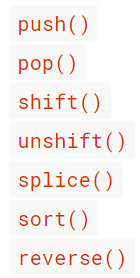 push()
pop()
shift()
unshift()
splice()
sort()
reverse()